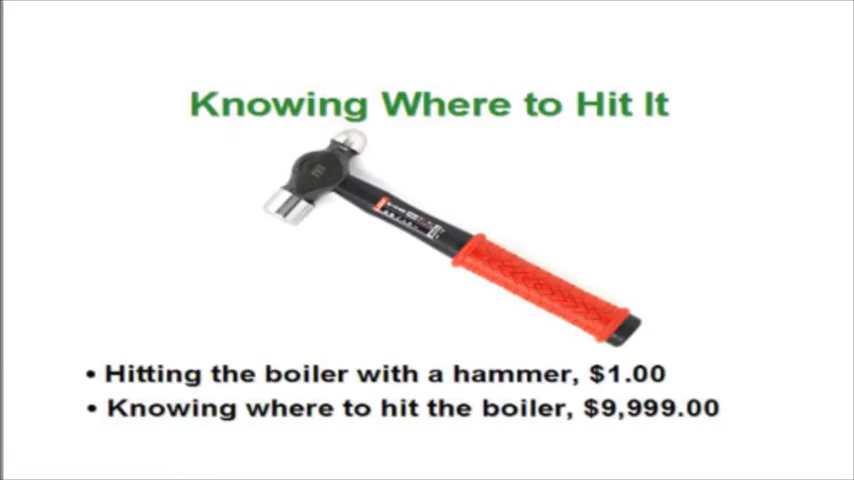 Knowing Where to Hit It
• Hitting the boiler with a hammer, $1.00
• Knowing where to hit the boiler, $9,999.00